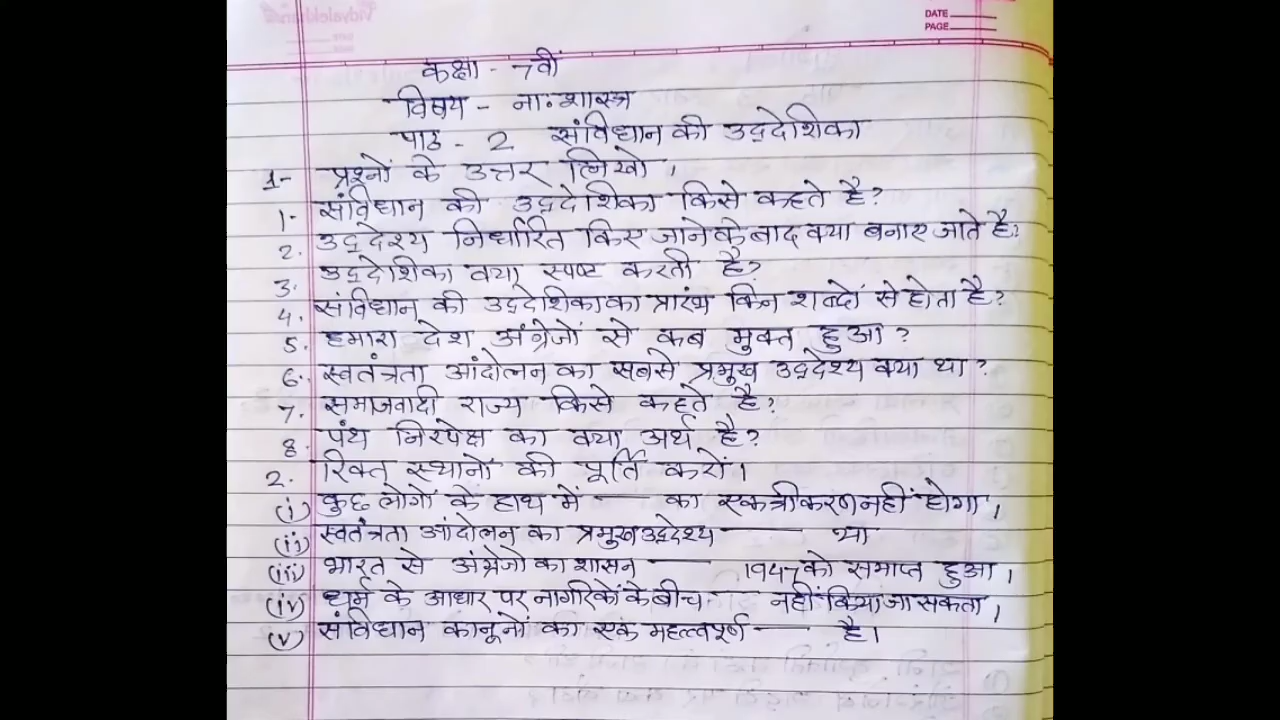 DATE
PAGE
कक्षा - 7वीं
विषय - ना. शास्त्र
पाठ - 2 संविधान की उद्देशिका
1- प्रश्नों के उत्तर लिखो।
1. संविधान की उद्देशिका किसे कहते है?
2. उद्देश्य निर्धारित किए जाने के बाद क्या बनाए जाते है?
3. उद्देशिका क्या स्पष्ट करती है?
4. संविधान की उद्देशिका का प्रारंभ किन शब्दों से होता है?
5. हमारा देश अंग्रेजों से कब मुक्त हुआ?
6. स्वतंत्रता आंदोलन का सबसे प्रमुख उद्देश्य क्या था?
7. समाजवादी राज्य किसे कहते है?
8. पंथ निरपेक्ष का क्या अर्थ है?
2. रिक्त स्थानों की पूर्ति करों।
(i) कुछ लोगों के हाथ में — का एकत्रीकरण नहीं होगा।
(ii) स्वतंत्रता आंदोलन का प्रमुख उद्देश्य —— था
(iii) भारत से अंग्रेजो का शासन —— 1947 को समाप्त हुआ।
(iv) धर्म के आधार पर नागरिकों के बीच —— नहीं किया जा सकता।
(v) संविधान कानूनों का एक महत्वपूर्ण —— है।